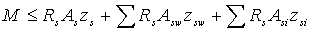 M ≤ R_s A_s z_s + ∑ R_s A_sw z_sw + ∑ R_s A_si z_si